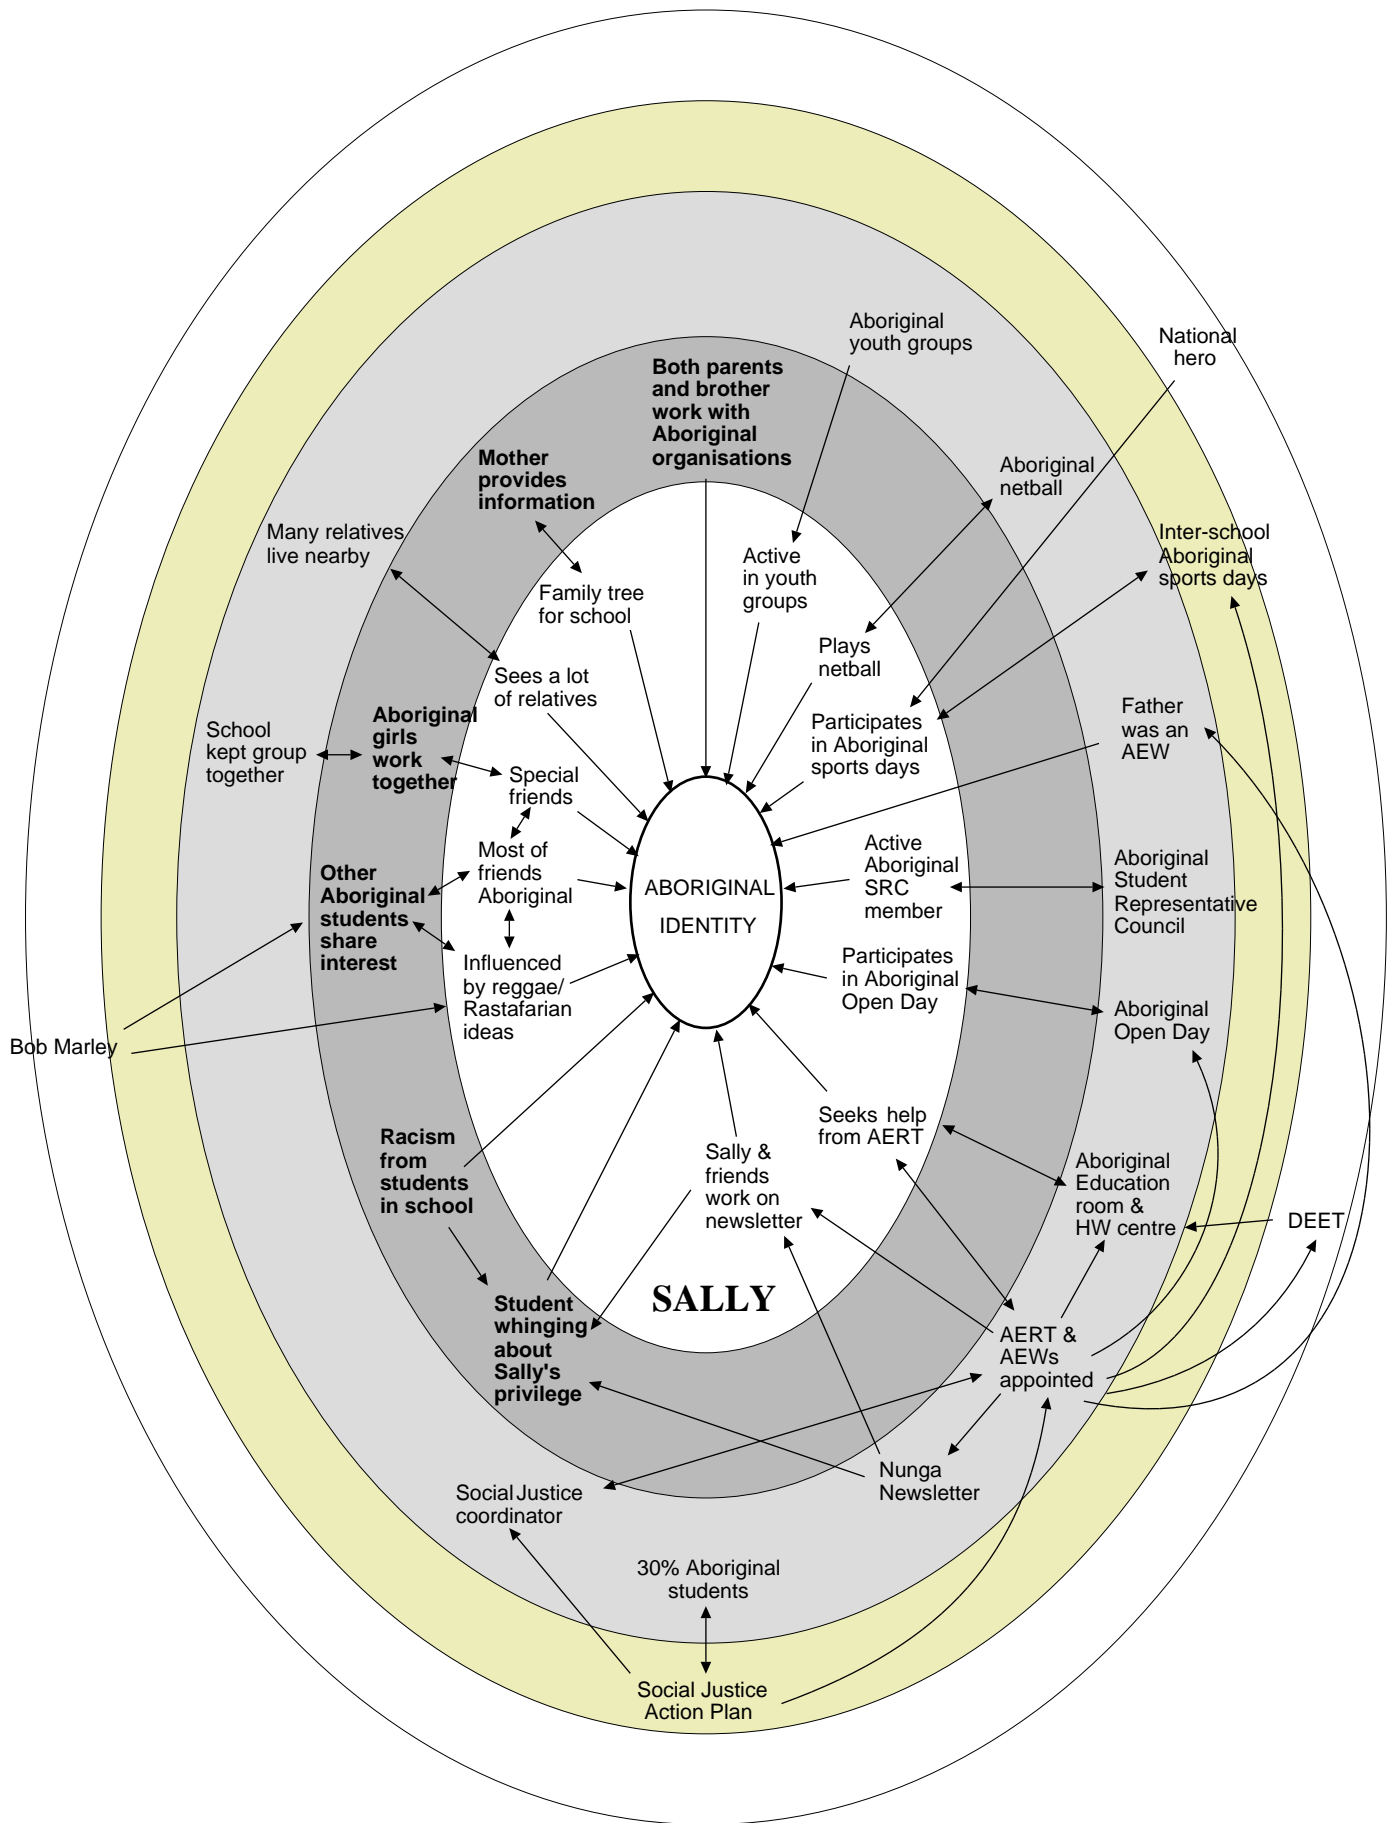 Aboriginal
youth groups
National
hero
Both parents
and brother
work with
Aboriginal
organisations
Mother
provides
information
Aboriginal
netball
Many relatives
live nearby
Inter-school
Aboriginal
sports days
Active
in youth
groups
Family tree
for school
Plays
netball
Sees a lot
of relatives
Aboriginal
girls
work
together
School
kept group
together
Participates
in Aboriginal
sports days
Father
was an
AEW
Special
friends
Most of
friends
Aboriginal
Active
Aboriginal
SRC
member
Aboriginal
Student
Representative
Council
Other
Aboriginal
students
share
interest
ABORIGINAL
IDENTITY
Influenced
by reggae/
Rastafarian
ideas
Participates
in Aboriginal
Open Day
Aboriginal
Open Day
Bob Marley
Seeks help
from AERT
Racism
from
students
in school
Sally &
friends
work on
newsletter
Aboriginal
Education
room &
HW centre
DEET
SALLY
Student
whinging
about
Sally's
privilege
AERT &
AEWs
appointed
Nunga
Newsletter
Social Justice
coordinator
30% Aboriginal
students
Social Justice
Action Plan